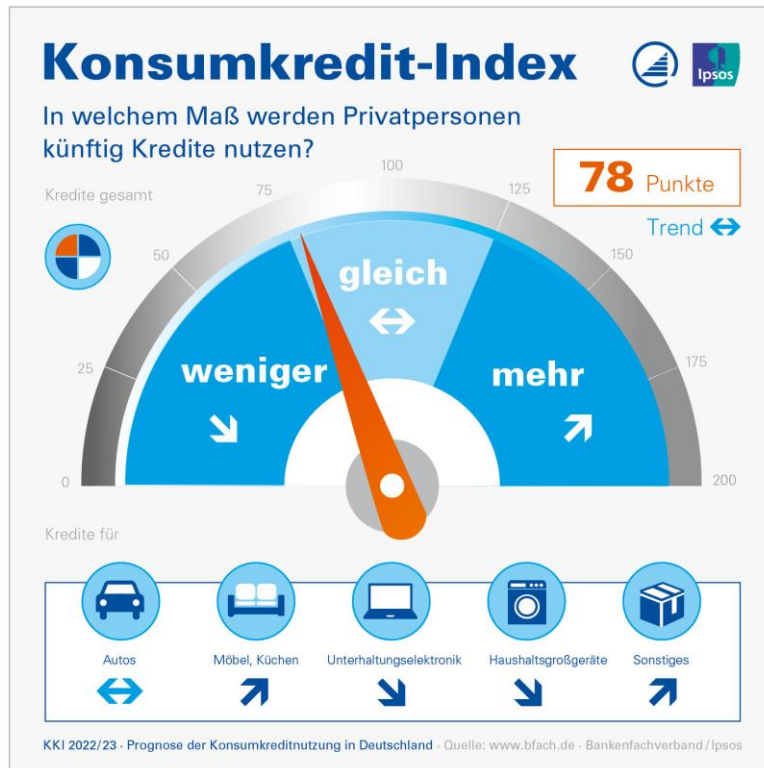 Konsumkredit-Index
Ipsos
In welchem Maß werden Privatpersonen
künftig Kredite nutzen?
Kredite gesamt
78 Punkte
Trend
0
25
50
75
100
125
150
175
200
weniger
gleich
mehr
Kredite für
Autos
Möbel, Küchen
Unterhaltungselektronik
Haushaltsgroßgeräte
Sonstiges
KKI 2022/23 · Prognose der Konsumkreditnutzung in Deutschland · Quelle: www.bfach.de · Bankenfachverband/Ipsos